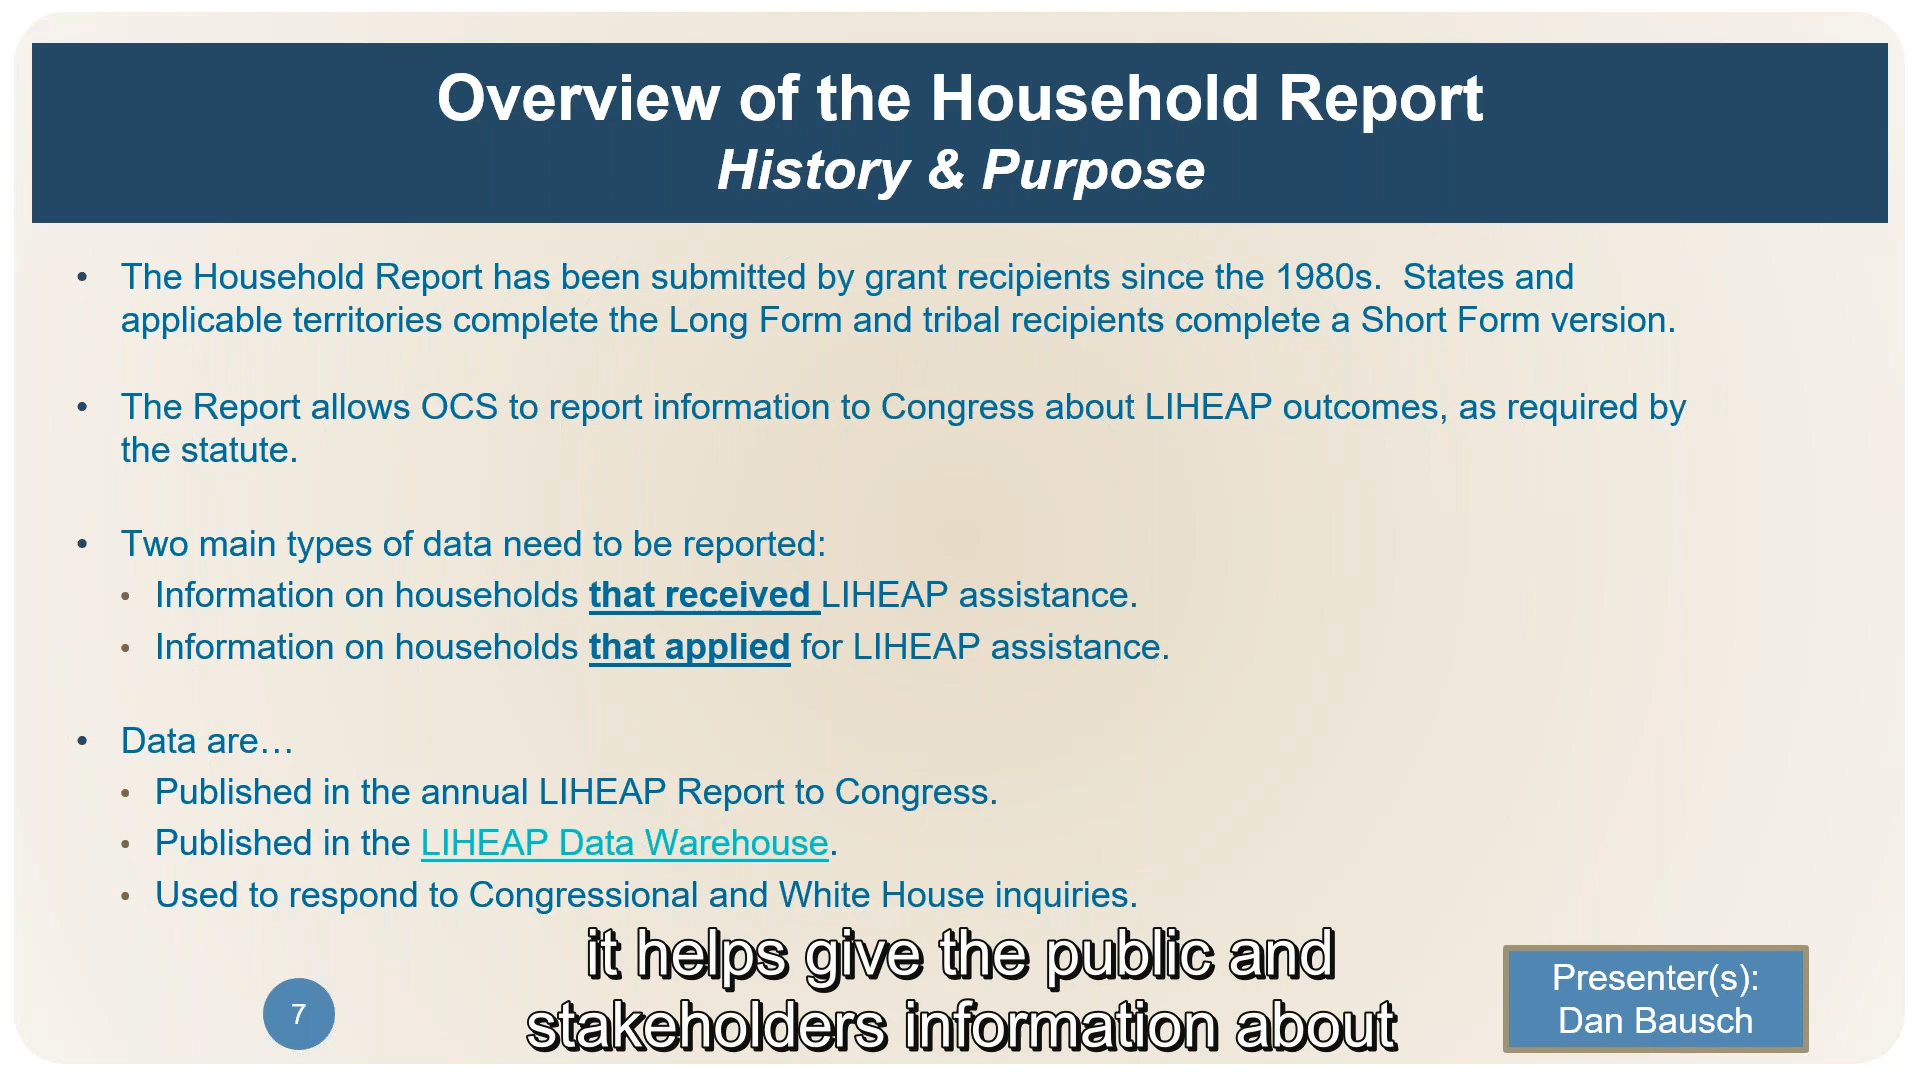 Overview of the Household Report
History & Purpose
• The Household Report has been submitted by grant recipients since the 1980s.  States and
applicable territories complete the Long Form and tribal recipients complete a Short Form version.
• The Report allows OCS to report information to Congress about LIHEAP outcomes, as required by
the statute.
• Two main types of data need to be reported:
• Information on households that received LIHEAP assistance.
• Information on households that applied for LIHEAP assistance.
• Data are…
• Published in the annual LIHEAP Report to Congress.
• Published in the LIHEAP Data Warehouse.
• Used to respond to Congressional and White House inquiries.
it helps give the public and
stakeholders information about
7
Presenter(s):
Dan Bausch